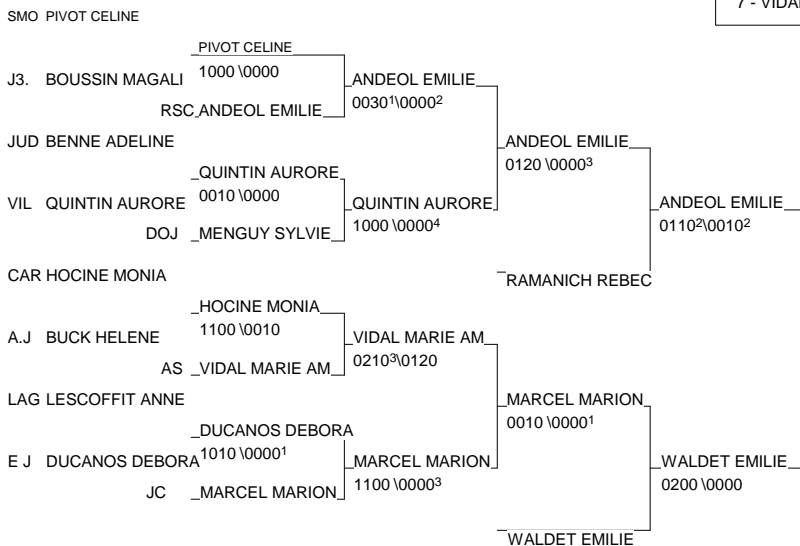 7 - VIDAL
SMO PIVOT CELINE
PIVOT CELINE
1000 \0000
J3. BOUSSIN MAGALI
ANDEOL EMILIE
0030¹\0000²
RSC ANDEOL EMILIE
JUD BENNE ADELINE
ANDEOL EMILIE
0120 \0000³
QUINTIN AURORE
0010 \0000
VIL QUINTIN AURORE
QUINTIN AURORE
1000 \0000⁴
ANDEOL EMILIE
0110²\0010²
DOJ MENGUY SYLVIE
CAR HOCINE MONIA
RAMANICH REBEC
HOCINE MONIA
1100 \0010
A.J BUCK HELENE
VIDAL MARIE AM
0210³\0120
AS VIDAL MARIE AM
LAG LESCOFFIT ANNE
MARCEL MARION
0010 \0000¹
DUCANOS DEBORA
1010 \0000¹
E J DUCANOS DEBORA
MARCEL MARION
1100 \0000³
WALDET EMILIE
0200 \0000
JC MARCEL MARION
WALDET EMILIE